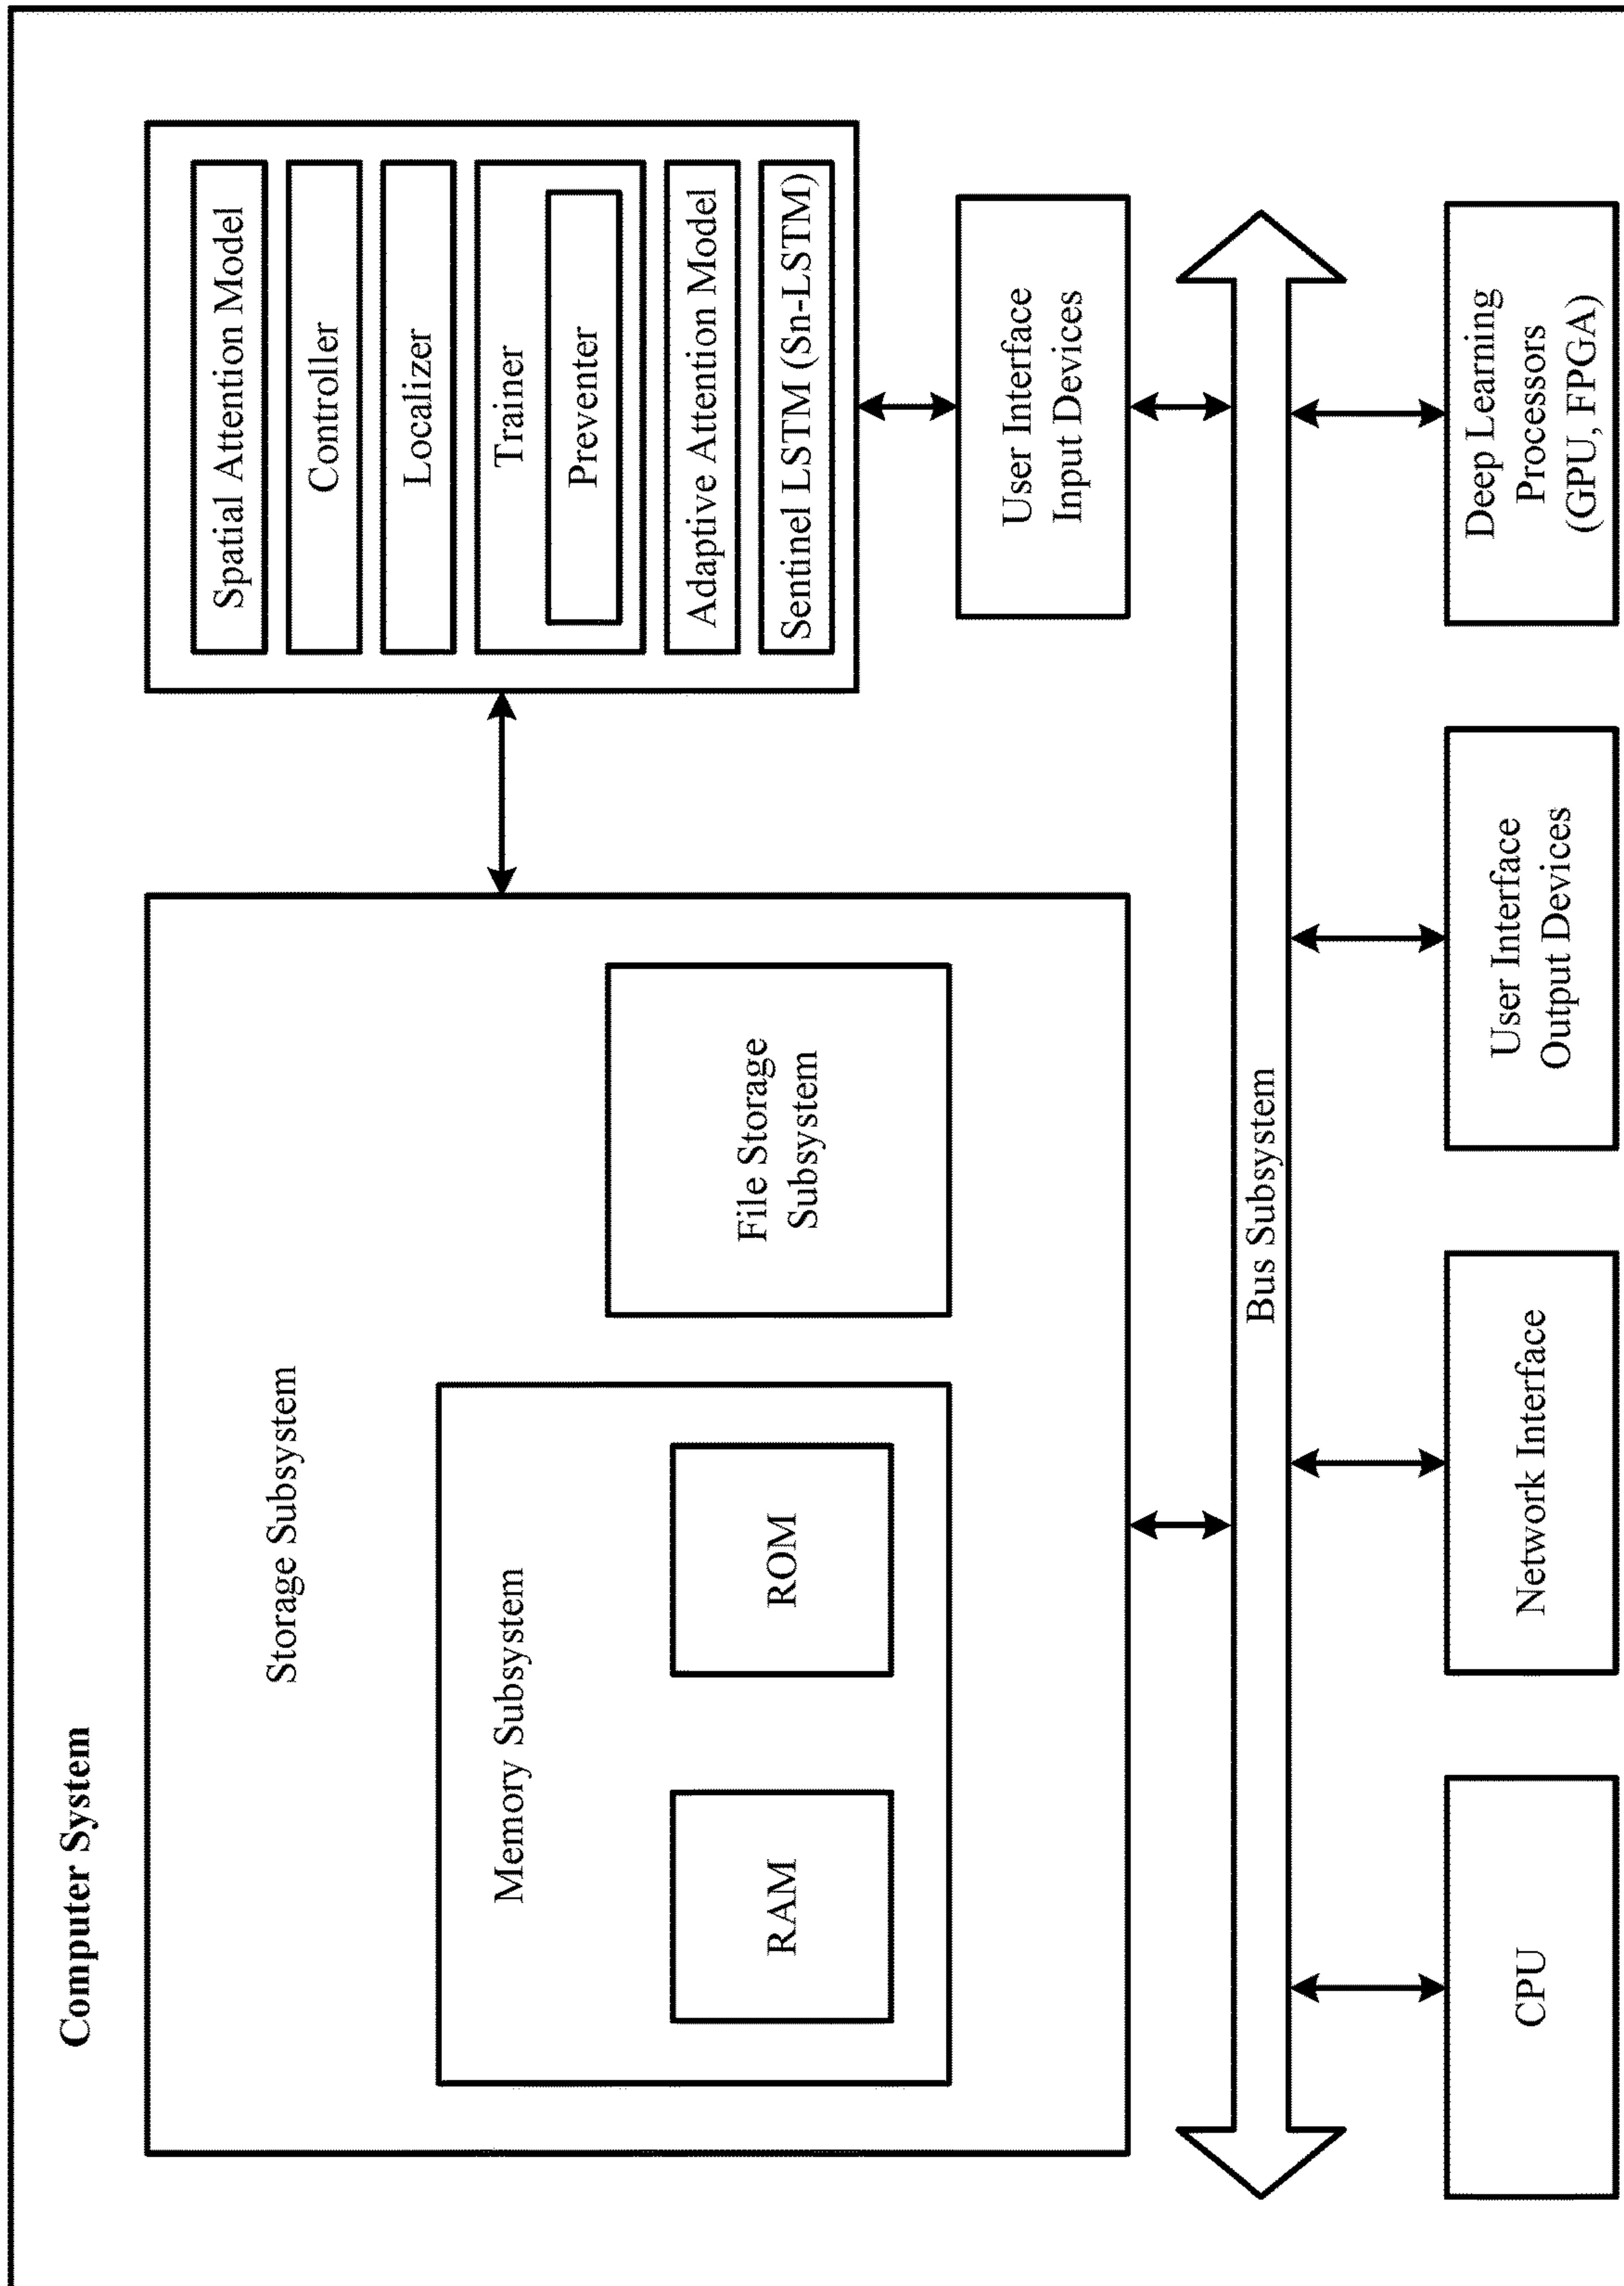 Computer System
Storage Subsystem
Memory Subsystem
RAM
ROM
File Storage
Subsystem
Spatial Attention Model
Controller
Localizer
Trainer
Preventer
Adaptive Attention Model
Sentinel LSTM (Sn-LSTM)
User Interface
Input Devices
Bus Subsystem
CPU
Network Interface
User Interface
Output Devices
Deep Learning
Processors
(GPU, FPGA)